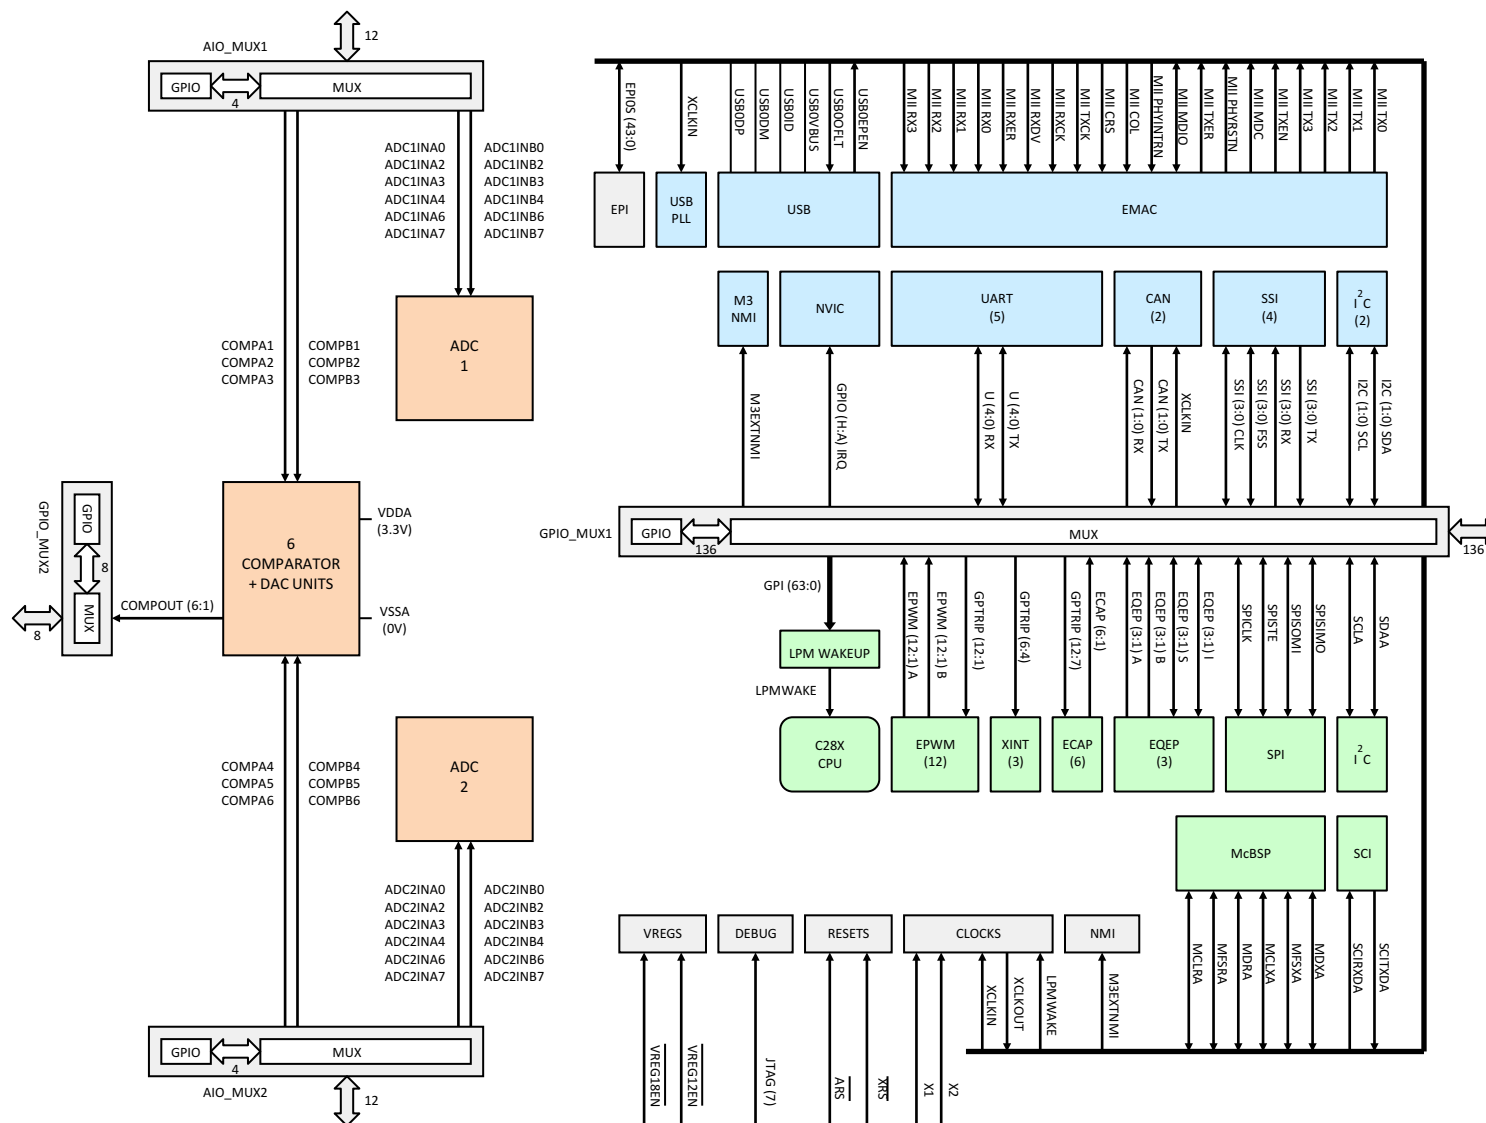 AIO_MUX1
12
GPIO
4
MUX
ADC1INA0
ADC1INA2
ADC1INA3
ADC1INA4
ADC1INA6
ADC1INA7
ADC1INB0
ADC1INB2
ADC1INB3
ADC1INB4
ADC1INB6
ADC1INB7
ADC
1
COMPA1
COMPA2
COMPA3
COMPB1
COMPB2
COMPB3
GPIO_MUX2
GPIO
8
MUX
8
COMPOUT (6:1)
6
COMPARATOR
+ DAC UNITS
VDDA
(3.3V)
VSSA
(0V)
COMPA4
COMPA5
COMPA6
COMPB4
COMPB5
COMPB6
ADC
2
ADC2INA0
ADC2INA2
ADC2INA3
ADC2INA4
ADC2INA6
ADC2INA7
ADC2INB0
ADC2INB2
ADC2INB3
ADC2INB4
ADC2INB6
ADC2INB7
GPIO
4
MUX
AIO_MUX2
12
EPI0S (43:0)
XCLKIN
USB0DP
USB0DM
USB0ID
USB0VBUS
USB0OFLT
USB0EPEN
MII RX3
MII RX2
MII RX1
MII RX0
MII RXER
MII RXDV
MII RXCK
MII TXCK
MII CRS
MII COL
MII PHYINTRN
MII MDIO
MII TXER
MII PHYRSTN
MII MDC
MII TXEN
MII TX3
MII TX2
MII TX1
MII TX0
EPI
USB
PLL
USB
EMAC
M3
NMI
NVIC
UART
(5)
CAN
(2)
SSI
(4)
I2C
(2)
M3EXTNMI
GPIO (H:A) IRQ
U (4:0) RX
U (4:0) TX
CAN (1:0) RX
CAN (1:0) TX
XCLKIN
SSI (3:0) CLK
SSI (3:0) FSS
SSI (3:0) RX
SSI (3:0) TX
I2C (1:0) SCL
I2C (1:0) SDA
GPIO_MUX1
GPIO
136
MUX
136
GPI (63:0)
LPM WAKEUP
LPMWAKE
C28X
CPU
EPWM (12:1) A
EPWM (12:1) B
GPTRIP (12:1)
GPTRIP (6:4)
GPTRIP (12:7)
ECAP (6:1)
EQEP (3:1) A
EQEP (3:1) B
EQEP (3:1) S
EQEP (3:1) I
SPICLK
SPISTE
SPISOMI
SPISIMO
SCLA
SDAA
EPWM
(12)
XINT
(3)
ECAP
(6)
EQEP
(3)
SPI
I2C
McBSP
SCI
MCLRA
MFSRA
MDRA
MCLXA
MFSXA
MDXA
SCIRXDA
SCITXDA
VREGS
DEBUG
RESETS
CLOCKS
NMI
VREG18EN
VREG12EN
JTAG (7)
ARS
XRS
X1
X2
XCLKIN
XCLKOUT
LPMWAKE
M3EXTNMI